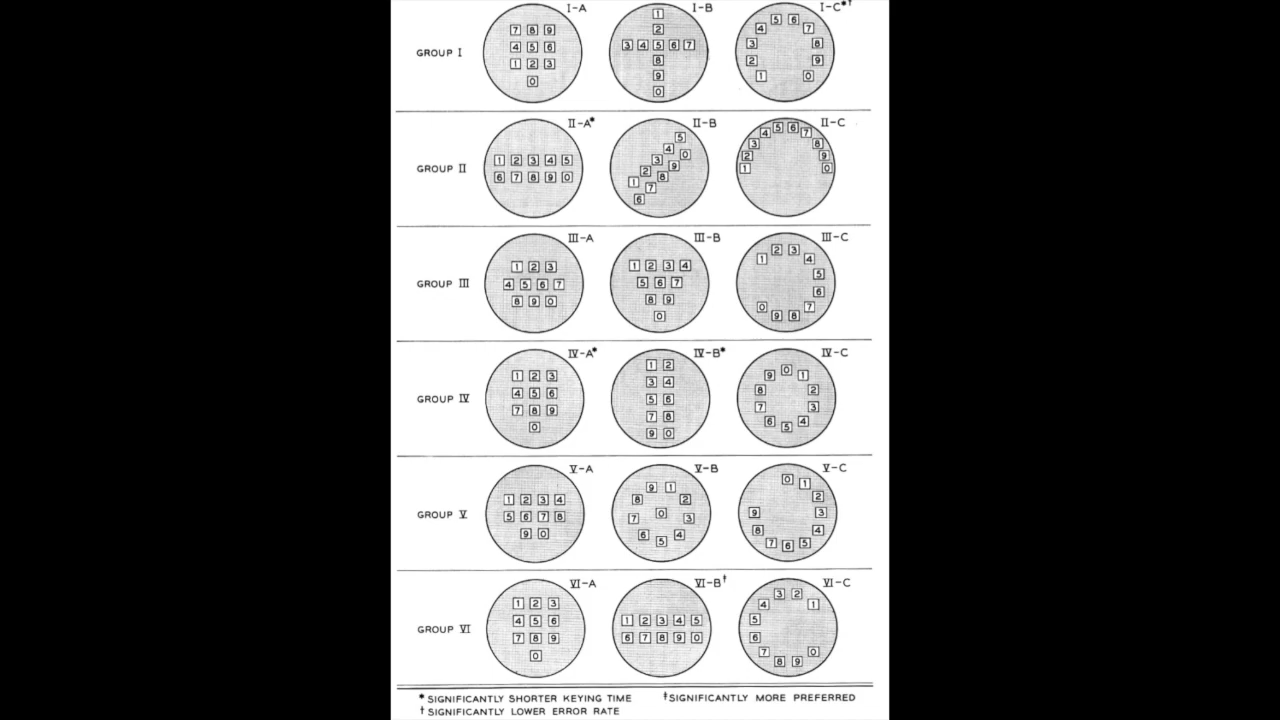 I-A
7 8 9
4 5 6
1 2 3
0
I-B
1
2
3 4 5 6 7
8
9
0
I-C*†
1 2 3 4 5 6 7 8 9 0
GROUP I
II-A*
1 2 3 4 5
6 7 8 9 0
II-B
1 2 3 4 5
6 7 8 9 0
II-C
1 2 3 4 5 6 7 8 9 0
GROUP II
III-A
1 2 3
4 5 6 7
8 9 0
III-B
1 2 3 4
5 6 7
8 9
0
III-C
1 2 3 4 5 6 7 8 9 0
GROUP III
IV-A*
1 2 3
4 5 6
7 8 9
0
IV-B*
1 2
3 4
5 6
7 8
9 0
IV-C
0 1 2 3 4 5 6 7 8 9
GROUP IV
V-A
1 2 3 4
5 6 7 8
9 0
V-B
1 2 3 4 5 6 7 8 9
0
V-C
0 1 2 3 4 5 6 7 8 9
GROUP V
VI-A
1 2 3
4 5 6
7 8 9
0
VI-B†
1 2 3 4 5
6 7 8 9 0
VI-C
1 2 3 4 5 6 7 8 9 0
GROUP VI
* SIGNIFICANTLY SHORTER KEYING TIME
‡ SIGNIFICANTLY MORE PREFERRED
† SIGNIFICANTLY LOWER ERROR RATE